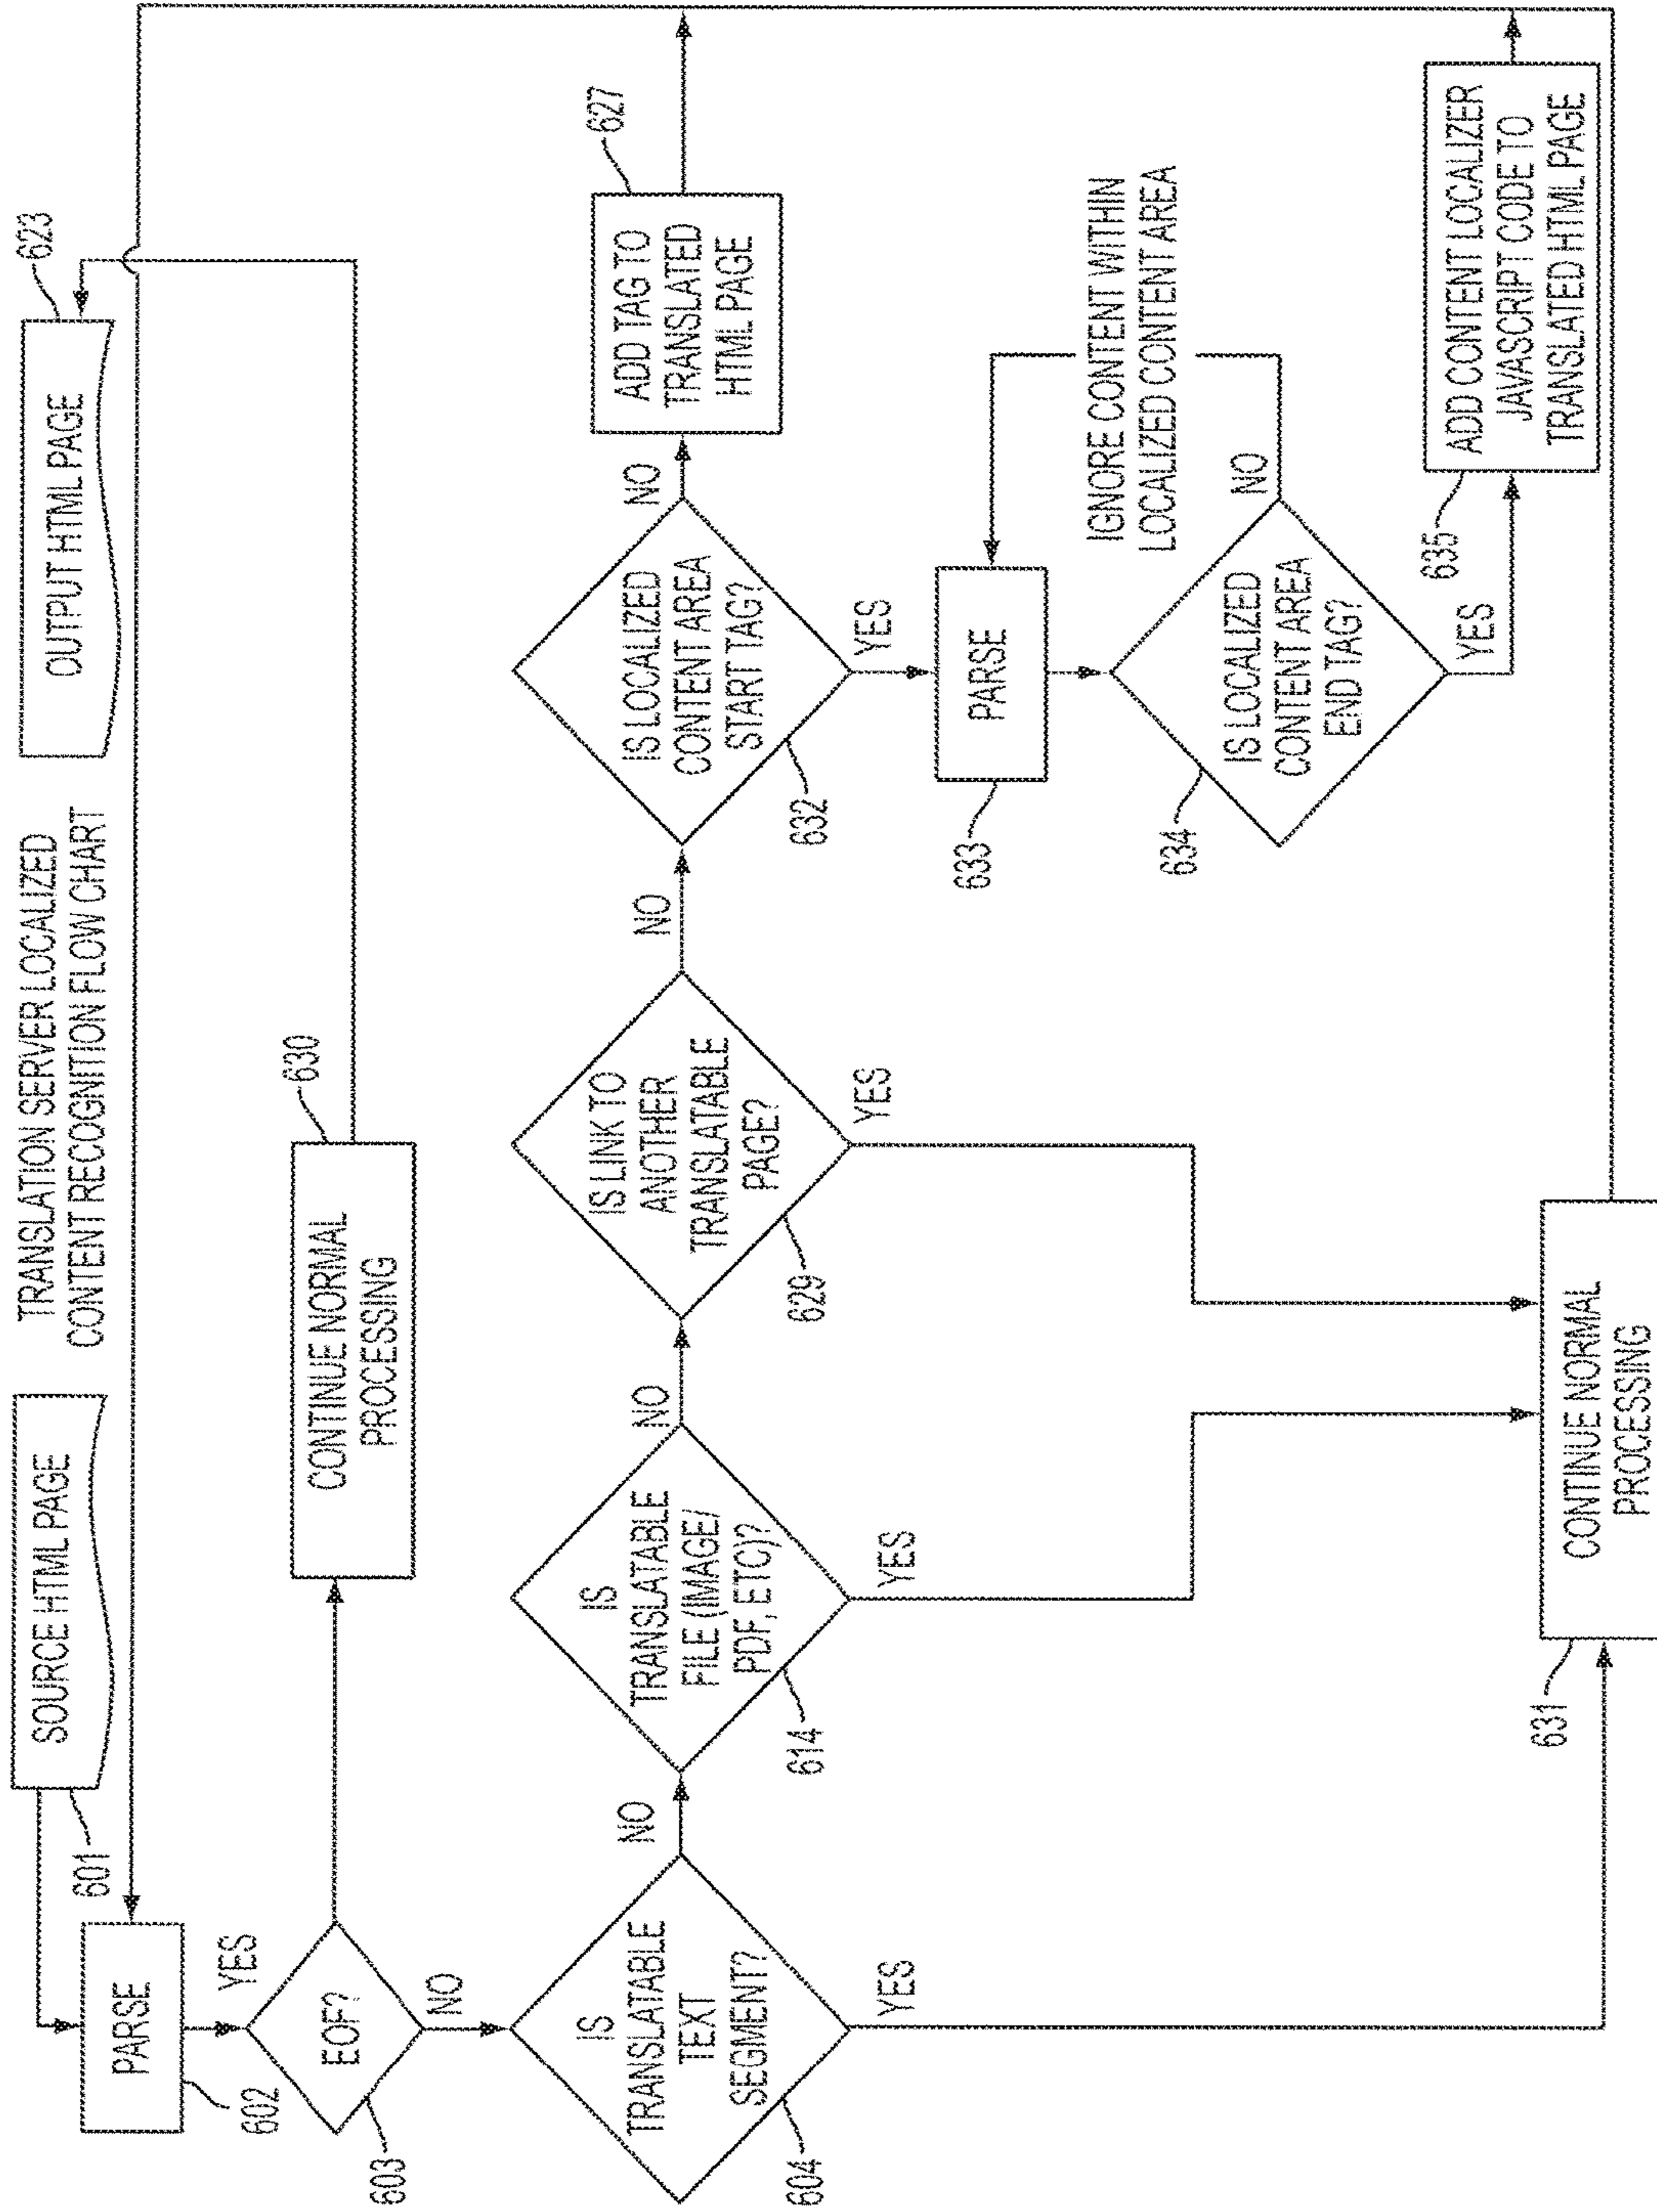 TRANSLATION SERVER LOCALIZED
CONTENT RECOGNITION FLOW CHART
SOURCE HTML PAGE
601
OUTPUT HTML PAGE
623
PARSE
602
YES
EOF?
603
NO
CONTINUE NORMAL
PROCESSING
630
IS
TRANSLATABLE
TEXT
SEGMENT?
604
NO
YES
IS
TRANSLATABLE
FILE (IMAGE/
PDF, ETC)?
614
NO
YES
IS LINK TO
ANOTHER
TRANSLATABLE
PAGE?
629
NO
YES
IS LOCALIZED
CONTENT AREA
START TAG?
632
NO
YES
ADD TAG TO
TRANSLATED
HTML PAGE
627
PARSE
633
IGNORE CONTENT WITHIN
LOCALIZED CONTENT AREA
IS LOCALIZED
CONTENT AREA
END TAG?
634
NO
YES
635
ADD CONTENT LOCALIZER
JAVASCRIPT CODE TO
TRANSLATED HTML PAGE
CONTINUE NORMAL
PROCESSING
631